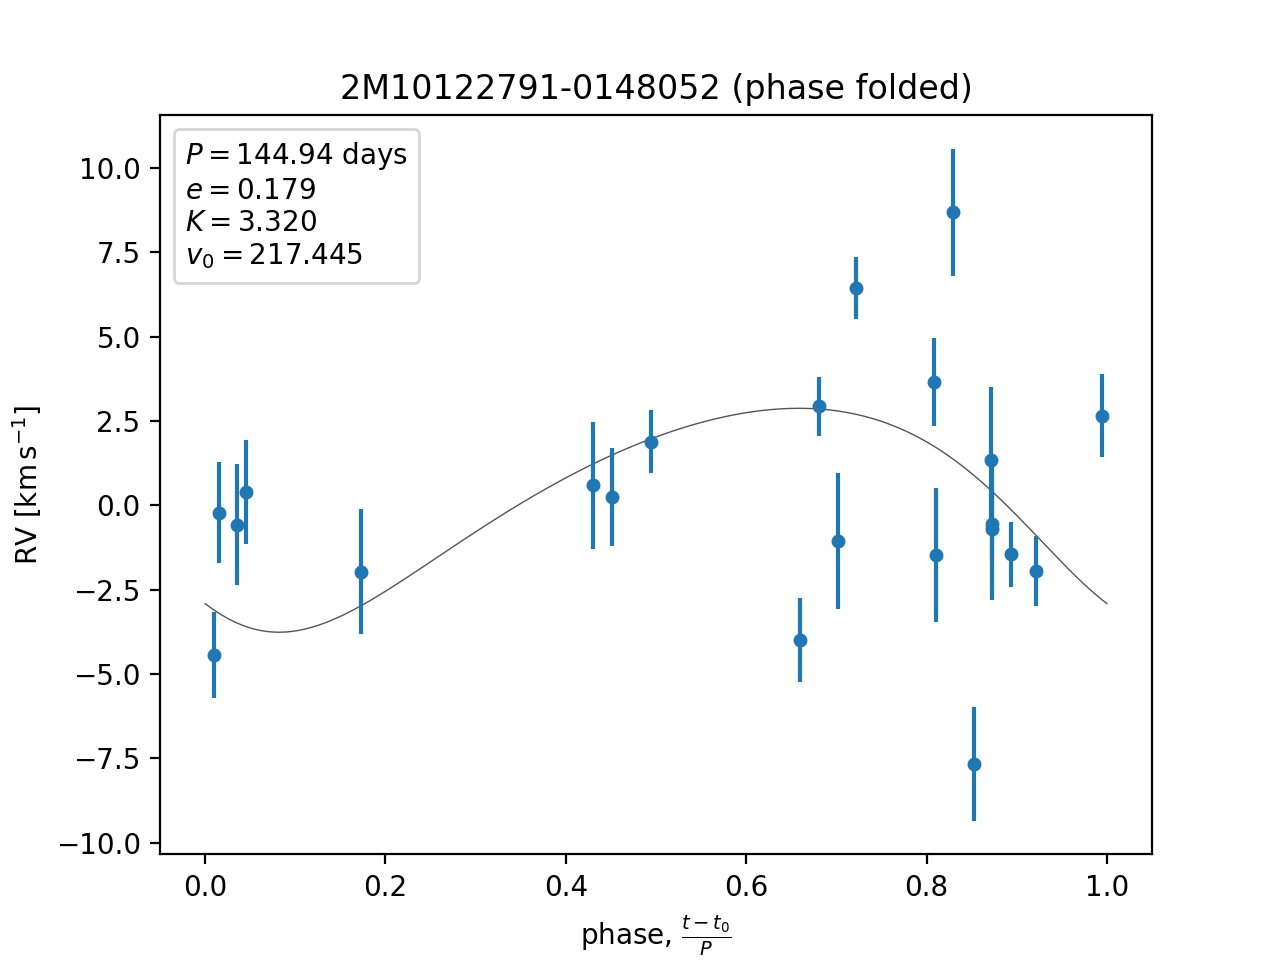 2M10122791-0148052 (phase folded)
P = 144.94 days
e = 0.179
K = 3.320
v₀ = 217.445
10.0
7.5
5.0
2.5
0.0
−2.5
−5.0
−7.5
−10.0
RV [km s⁻¹]
0.0 0.2 0.4 0.6 0.8 1.0
phase, (t − t₀)/P